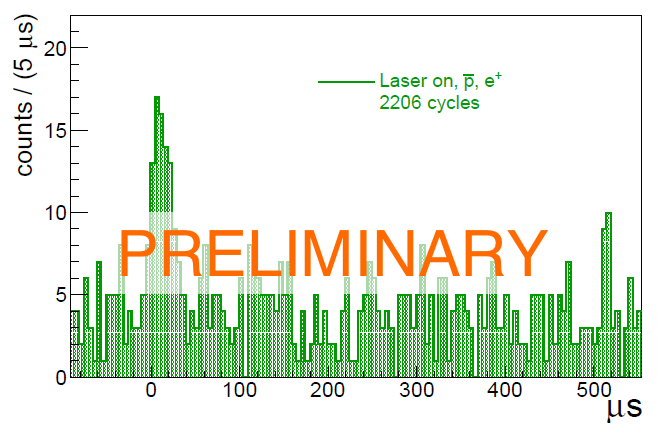 counts / (5 μs)
20
15
10
5
0
Laser on, p̅, e⁺
2206 cycles
PRELIMINARY
0 100 200 300 400 500
μs